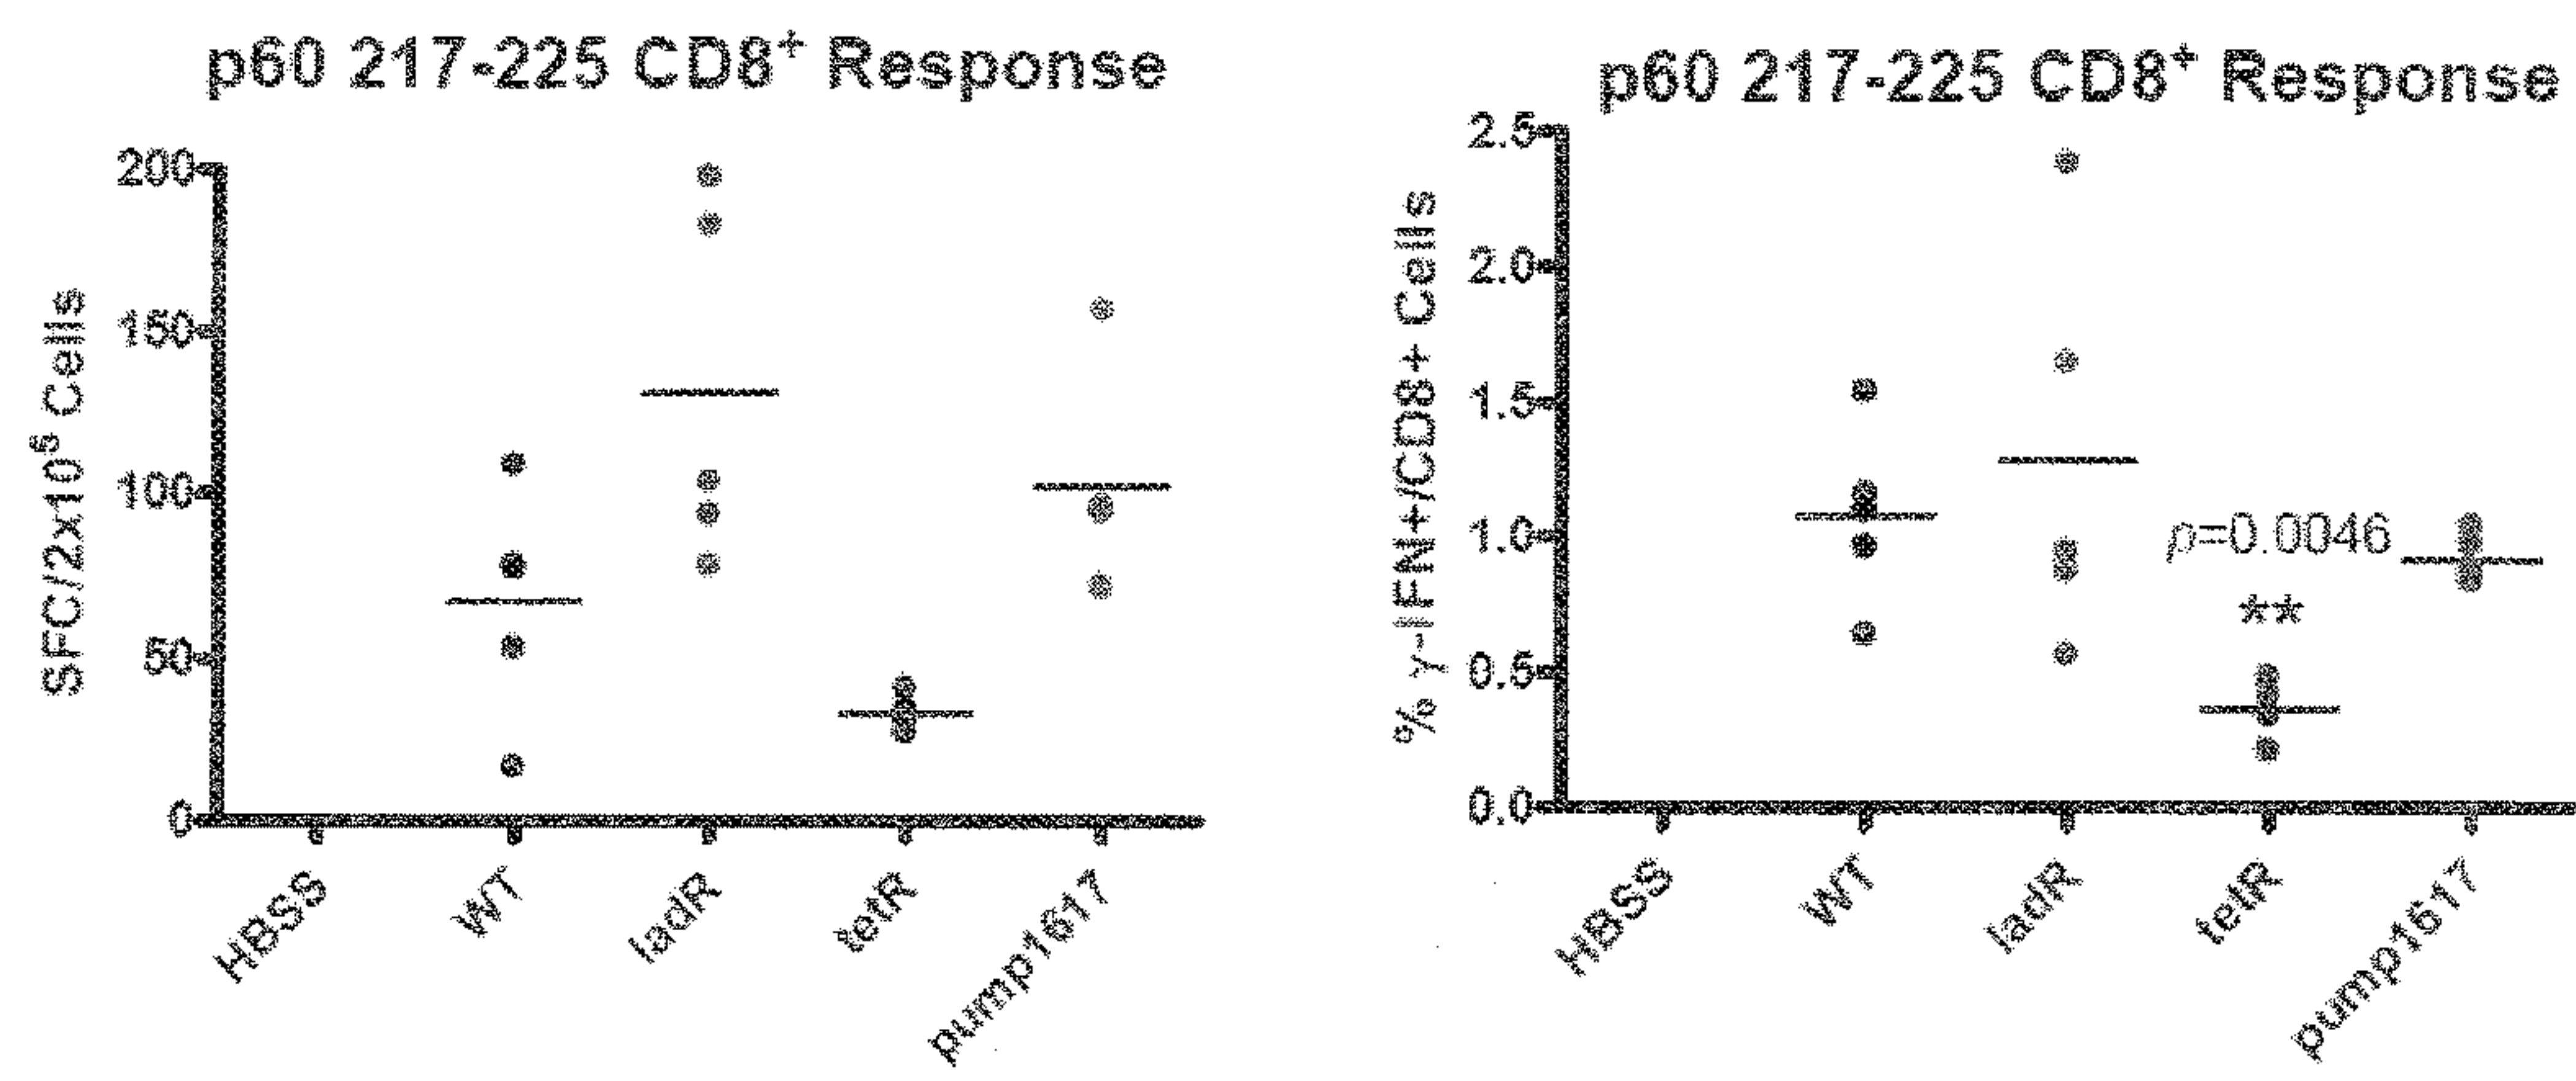 p60 217-225 CD8⁺ Response
SFC/2x10⁵ Cells
200
150
100
50
0
HBSS
WT
ladR
tetR
pump1617
p60 217-225 CD8⁺ Response
% γ-IFN+/CD8+ Cells
2.5
2.0
1.5
1.0
0.5
0.0
p=0.0046
**
HBSS
WT
ladR
tetR
pump1617